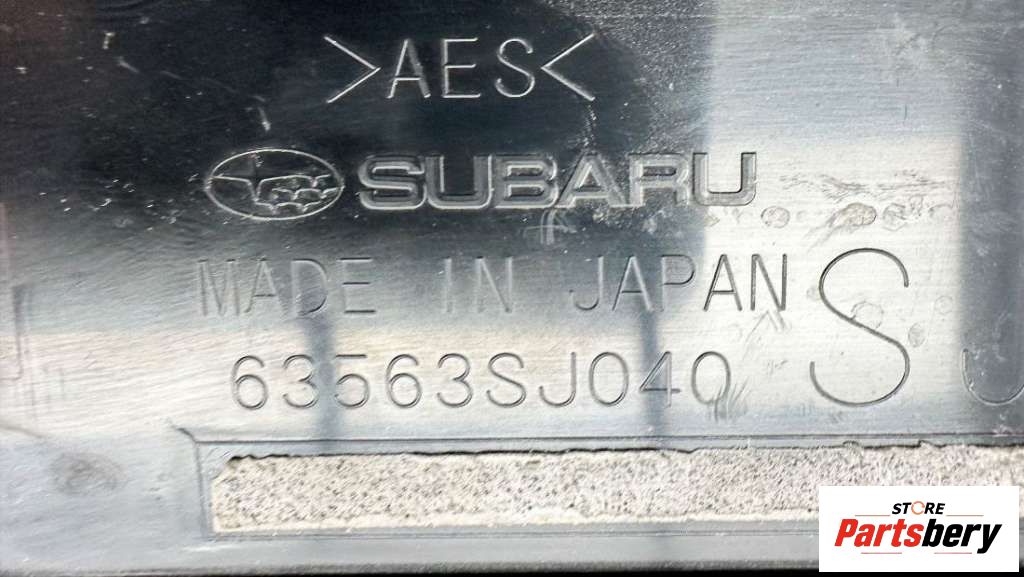 >AES<
SUBARU
MADE IN JAPAN
63563SJ040
S
STORE
Partsbery